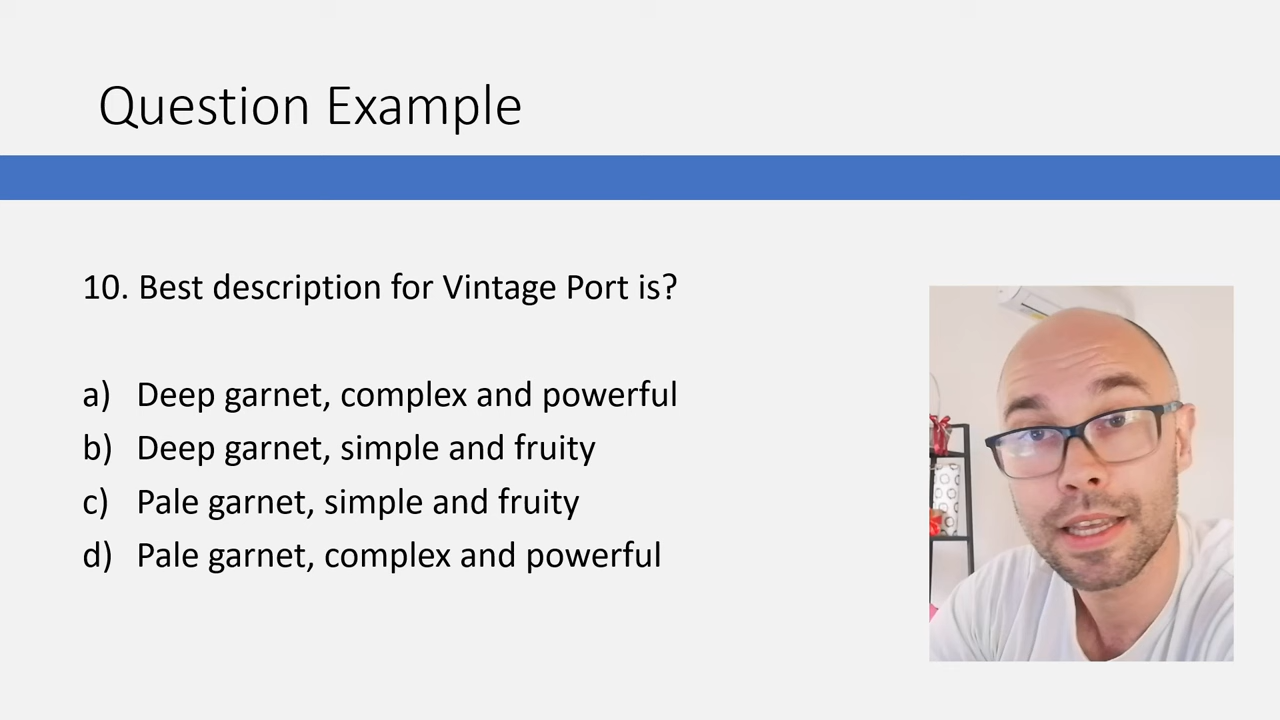 Question Example
10. Best description for Vintage Port is?
a) Deep garnet, complex and powerful
b) Deep garnet, simple and fruity
c) Pale garnet, simple and fruity
d) Pale garnet, complex and powerful